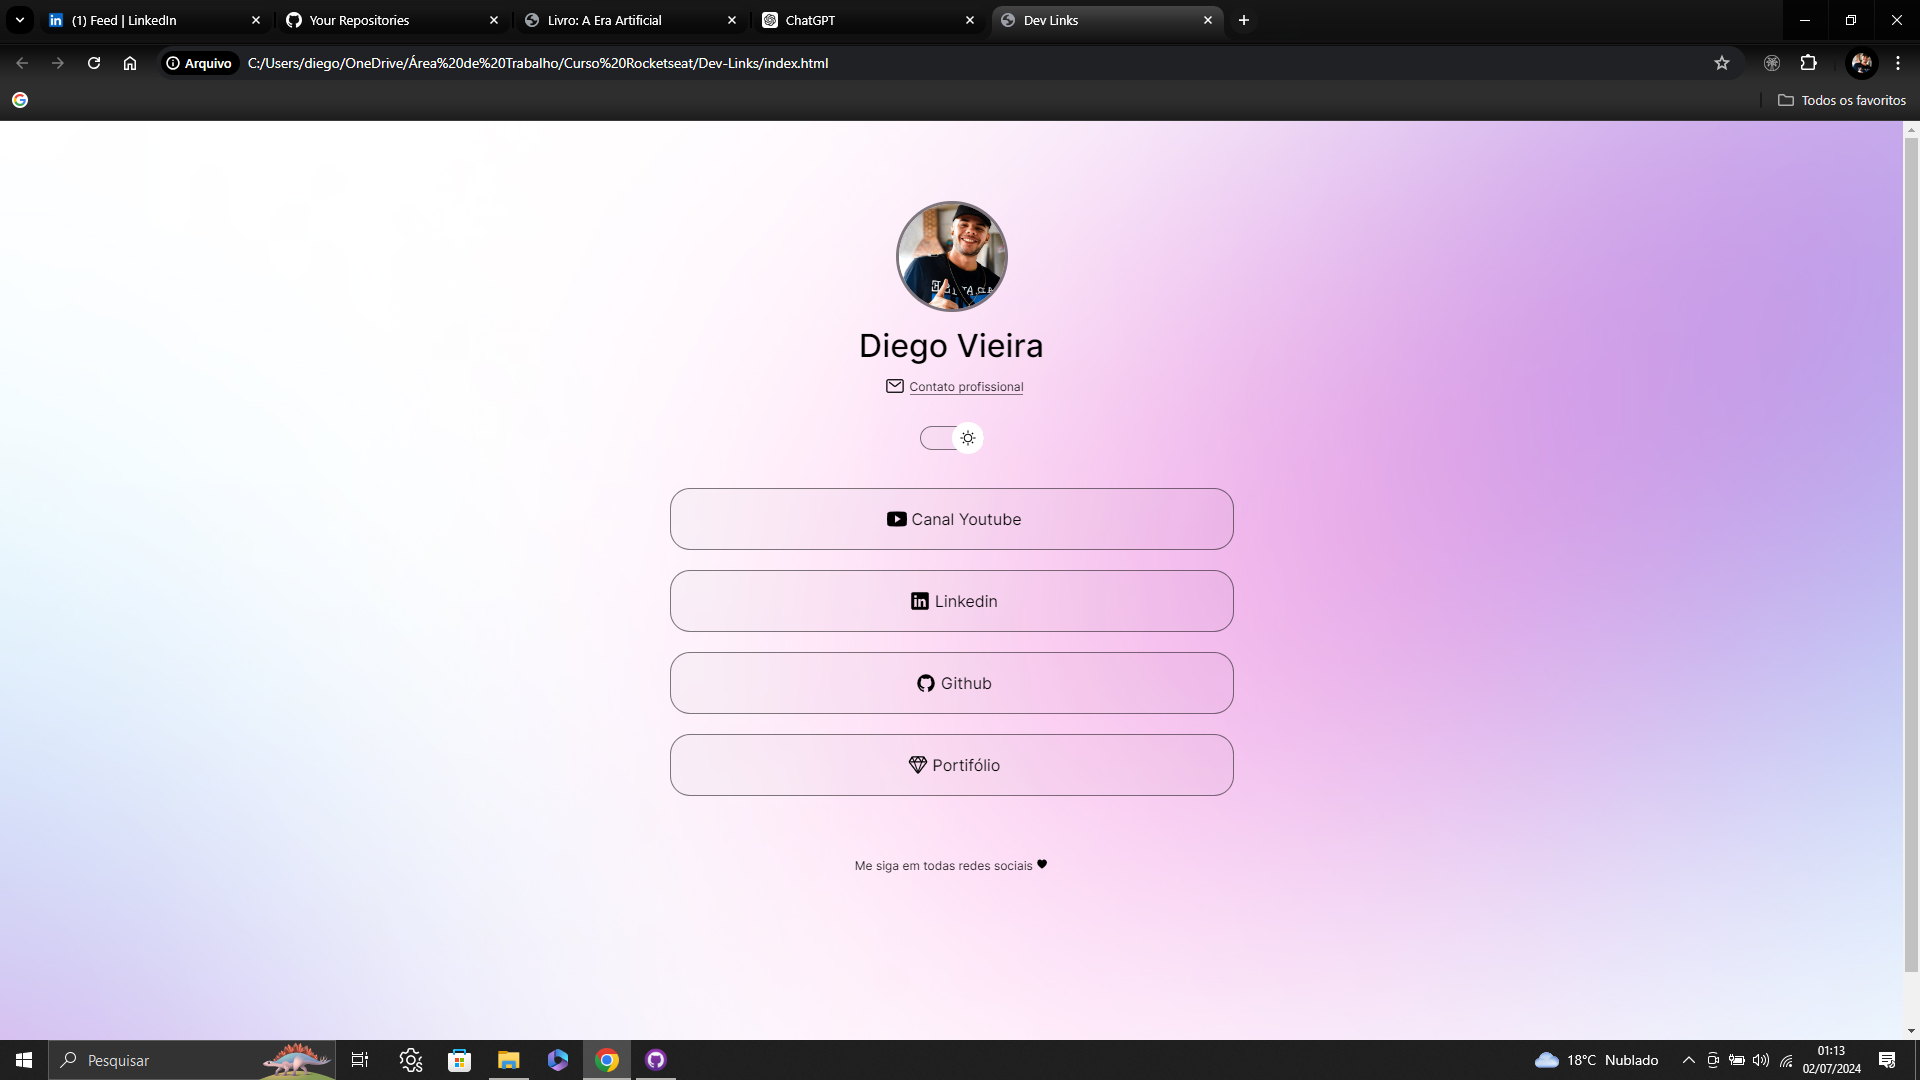 (1) Feed | LinkedIn
Your Repositories
Livro: A Era Artificial
ChatGPT
Dev Links
Arquivo
C:/Users/diego/OneDrive/Área%20de%20Trabalho/Curso%20Rocketseat/Dev-Links/index.html
Todos os favoritos
Diego Vieira
Contato profissional
Canal Youtube
Linkedin
Github
Portifólio
Me siga em todas redes sociais
Pesquisar
18°C Nublado
01:13
02/07/2024